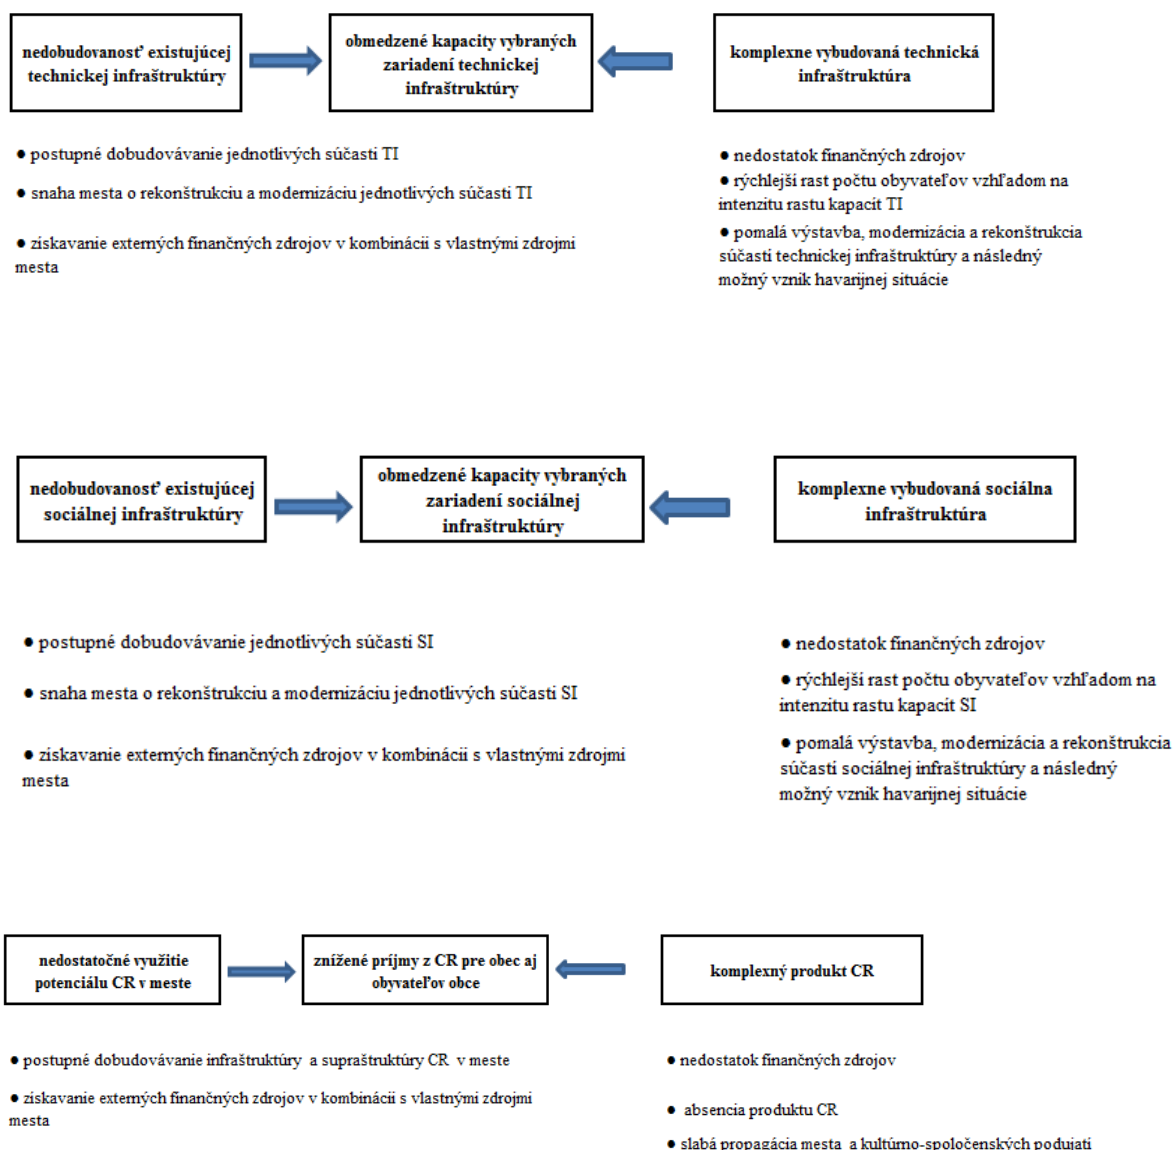 nedobudovanosť existujúcej
technickej infraštruktúry
obmedzené kapacity vybraných
zariadení technickej
infraštruktúry
komplexne vybudovaná technická
infraštruktúra
● postupné dobudovávanie jednotlivých súčastí TI
● snaha mesta o rekonštrukciu a modernizáciu jednotlivých súčastí TI
● získavanie externých finančných zdrojov v kombinácii s vlastnými zdrojmi
mesta
● nedostatok finančných zdrojov
● rýchlejší rast počtu obyvateľov vzhľadom na
intenzitu rastu kapacít TI
● pomalá výstavba, modernizácia a rekonštrukcia
súčastí technickej infraštruktúry a následný
možný vznik havarijnej situácie
nedobudovanosť existujúcej
sociálnej infraštruktúry
obmedzené kapacity vybraných
zariadení sociálnej
infraštruktúry
komplexne vybudovaná sociálna
infraštruktúra
● postupné dobudovávanie jednotlivých súčastí SI
● snaha mesta o rekonštrukciu a modernizáciu jednotlivých súčastí SI
● získavanie externých finančných zdrojov v kombinácii s vlastnými zdrojmi
mesta
● nedostatok finančných zdrojov
● rýchlejší rast počtu obyvateľov vzhľadom na
intenzitu rastu kapacít SI
● pomalá výstavba, modernizácia a rekonštrukcia
súčastí sociálnej infraštruktúry a následný
možný vznik havarijnej situácie
nedostatočné využitie
potenciálu CR v meste
znížené príjmy z CR pre obec aj
obyvateľov obce
komplexný produkt CR
● postupné dobudovávanie infraštruktúry a supraštruktúry CR v meste
● získavanie externých finančných zdrojov v kombinácii s vlastnými zdrojmi
mesta
● nedostatok finančných zdrojov
● absencia produktu CR
● slabá propagácia mesta a kultúrno-spoločenských podujatí